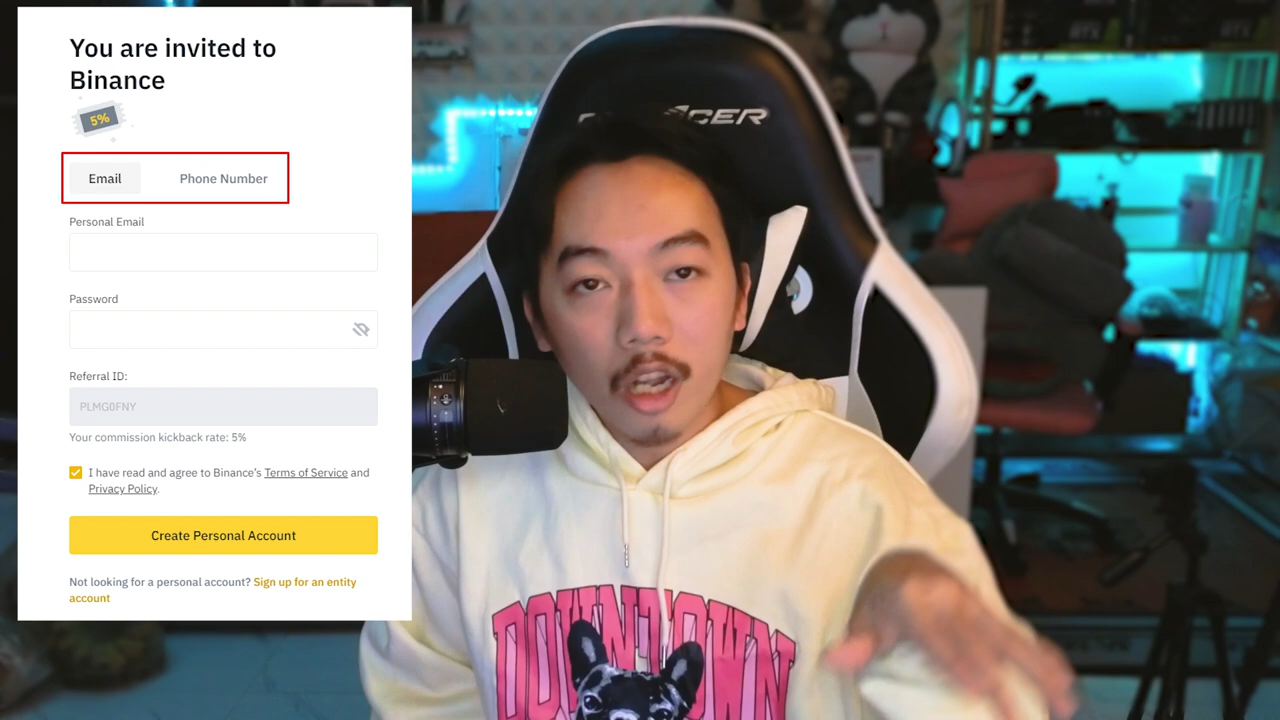 You are invited to
Binance
5%
Email
Phone Number
Personal Email
Password
Referral ID:
PLMG0FNY
Your commission kickback rate: 5%
I have read and agree to Binance's Terms of Service and
Privacy Policy.
Create Personal Account
Not looking for a personal account? Sign up for an entity
account
DOWNTOWN